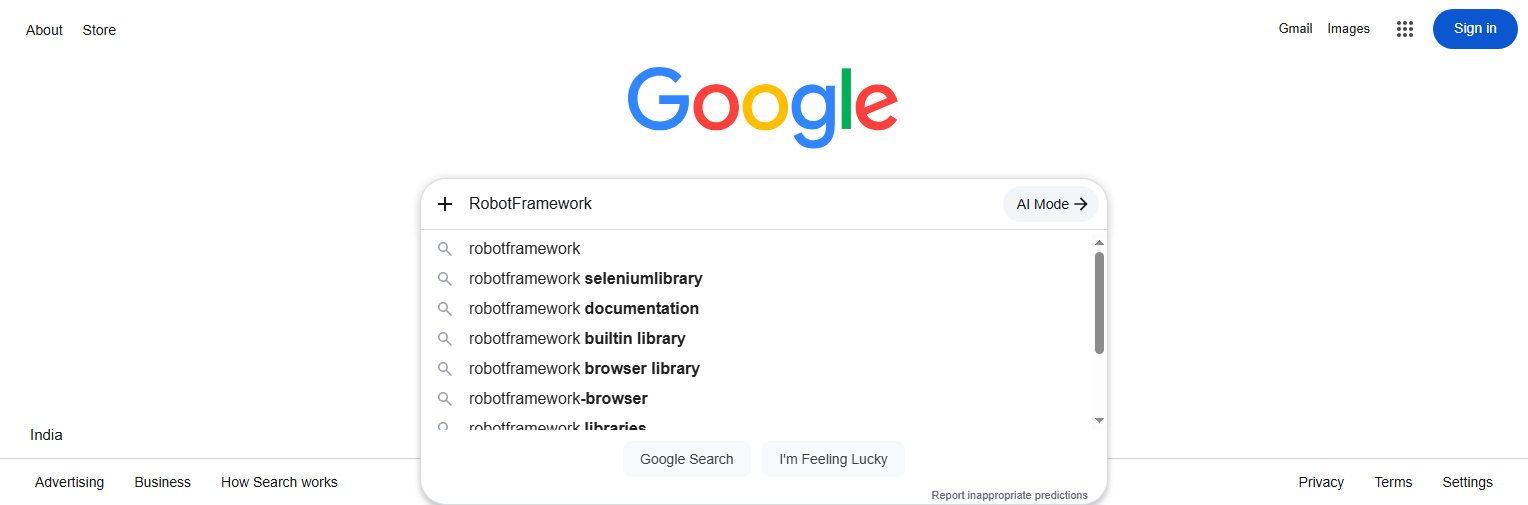 About Store
Gmail Images Sign in
Google
RobotFramework AI Mode
robotframework
robotframework seleniumlibrary
robotframework documentation
robotframework builtin library
robotframework browser library
robotframework-browser
robotframework libraries
Google Search I'm Feeling Lucky
Report inappropriate predictions
India
Advertising Business How Search works
Privacy Terms Settings